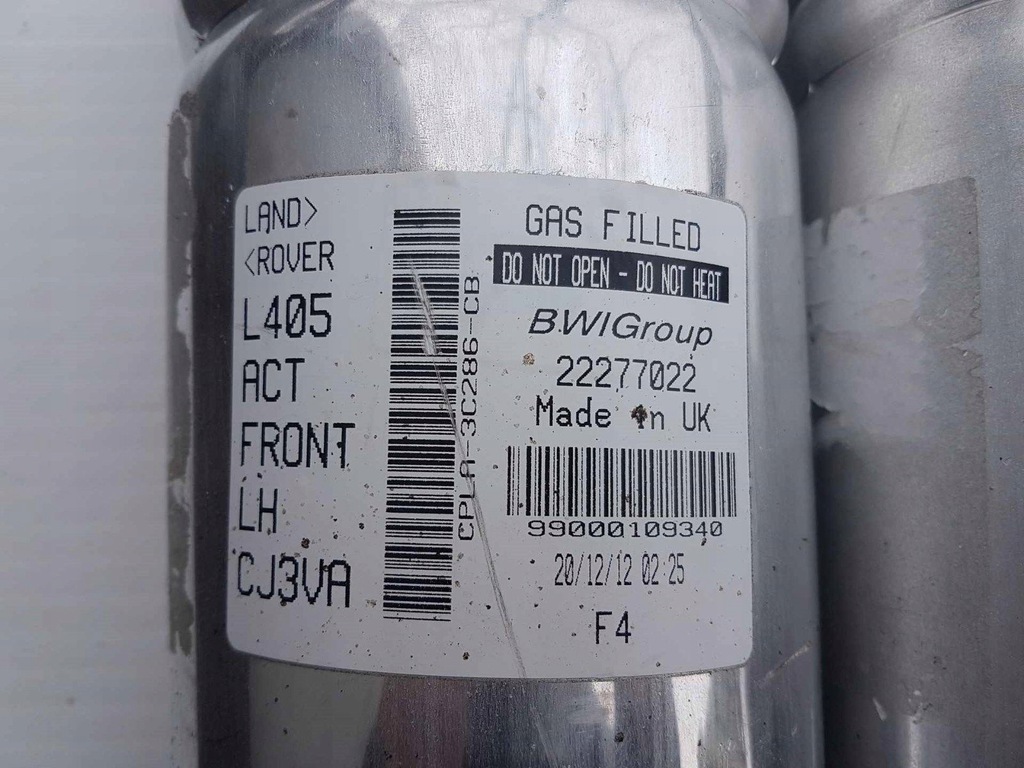 LAND>
<ROVER
L405
ACT
FRONT
LH
CJ3VA
CPLA-3C286-CB
GAS FILLED
DO NOT OPEN - DO NOT HEAT
BWIGroup
22277022
Made in UK
99000109340
20/12/12 02:25
F4